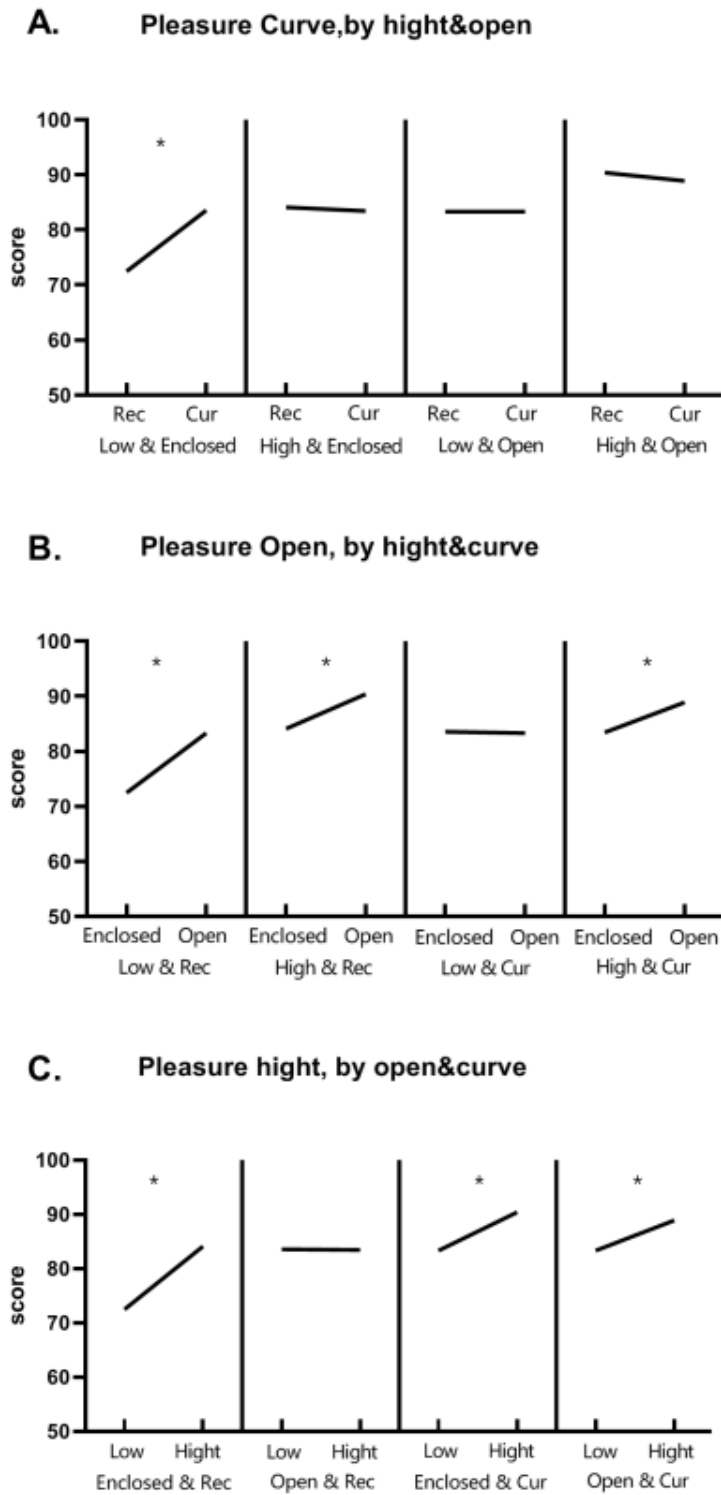 A. Pleasure Curve,by hight&open
100
90
80
70
60
50
score
*
Rec Cur Rec Cur Rec Cur Rec Cur
Low & Enclosed High & Enclosed Low & Open High & Open
B. Pleasure Open, by hight&curve
100
90
80
70
60
50
score
* * *
Enclosed Open Enclosed Open Enclosed Open Enclosed Open
Low & Rec High & Rec Low & Cur High & Cur
C. Pleasure hight, by open&curve
100
90
80
70
60
50
score
* * *
Low Hight Low Hight Low Hight Low Hight
Enclosed & Rec Open & Rec Enclosed & Cur Open & Cur